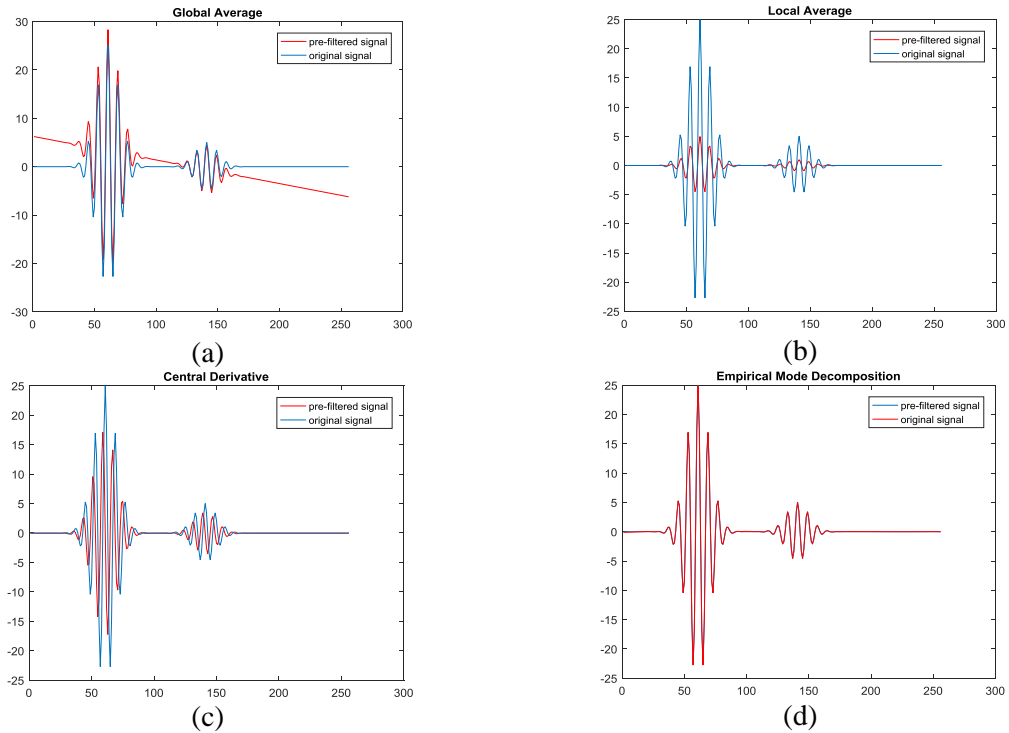 Global Average
pre-filtered signal
original signal
30
20
10
0
-10
-20
-30
0 50 100 150 200 250 300
(a)
Local Average
pre-filtered signal
original signal
25
20
15
10
5
0
-5
-10
-15
-20
-25
0 50 100 150 200 250 300
(b)
Central Derivative
pre-filtered signal
original signal
25
20
15
10
5
0
-5
-10
-15
-20
-25
0 50 100 150 200 250 300
(c)
Empirical Mode Decomposition
pre-filtered signal
original signal
25
20
15
10
5
0
-5
-10
-15
-20
-25
0 50 100 150 200 250 300
(d)